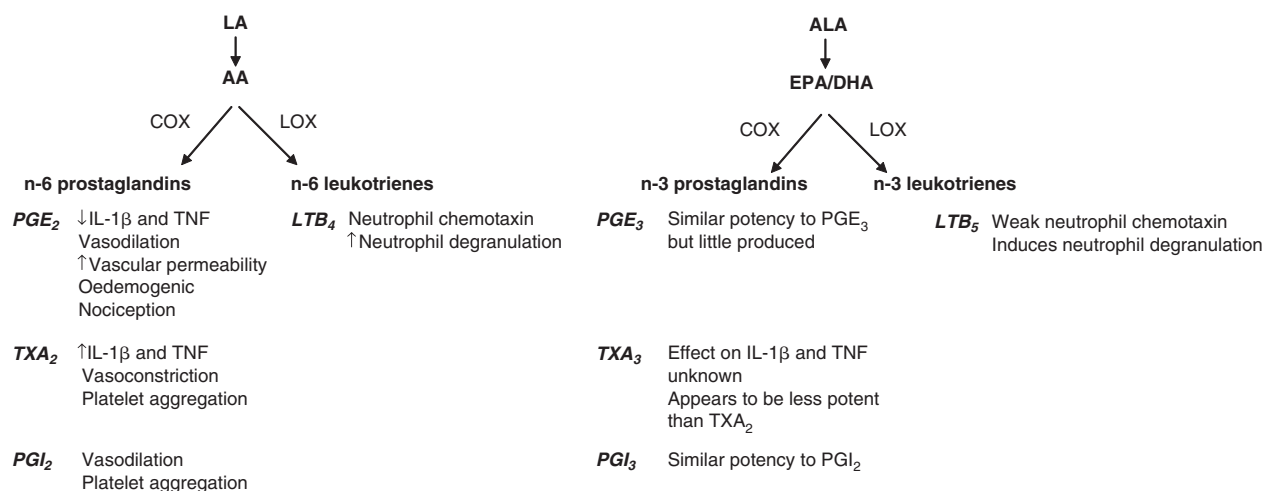 LA
AA
COX
LOX
n-6 prostaglandins
n-6 leukotrienes
PGE2 ↓IL-1β and TNF
Vasodilation
↑Vascular permeability
Oedemogenic
Nociception
LTB4 Neutrophil chemotaxin
↑Neutrophil degranulation
TXA2 ↑IL-1β and TNF
Vasoconstriction
Platelet aggregation
PGI2 Vasodilation
Platelet aggregation
ALA
EPA/DHA
COX
LOX
n-3 prostaglandins
n-3 leukotrienes
PGE3 Similar potency to PGE3
but little produced
LTB5 Weak neutrophil chemotaxin
Induces neutrophil degranulation
TXA3 Effect on IL-1β and TNF
unknown
Appears to be less potent
than TXA2
PGI3 Similar potency to PGI2